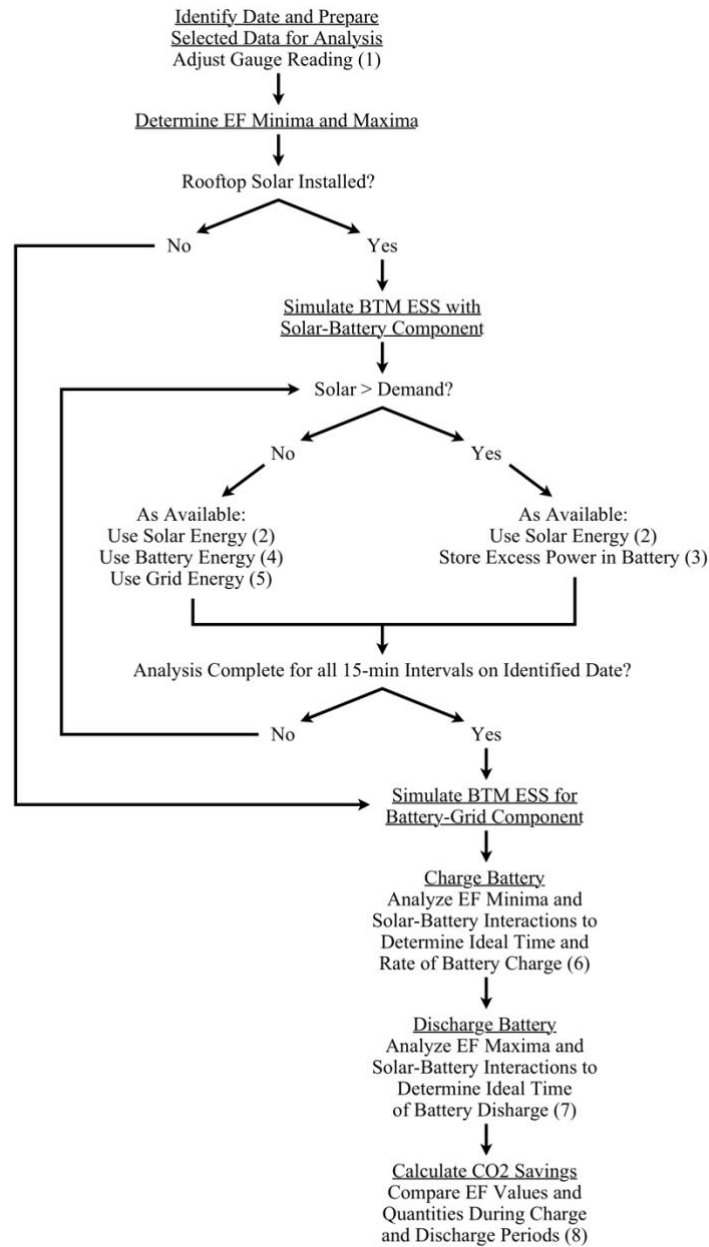 Identify Date and Prepare
Selected Data for Analysis
Adjust Gauge Reading (1)
Determine EF Minima and Maxima
Rooftop Solar Installed?
No
Yes
Simulate BTM ESS with
Solar-Battery Component
Solar > Demand?
No
Yes
As Available:
Use Solar Energy (2)
Use Battery Energy (4)
Use Grid Energy (5)
As Available:
Use Solar Energy (2)
Store Excess Power in Battery (3)
Analysis Complete for all 15-min Intervals on Identified Date?
No
Yes
Simulate BTM ESS for
Battery-Grid Component
Charge Battery
Analyze EF Minima and
Solar-Battery Interactions to
Determine Ideal Time and
Rate of Battery Charge (6)
Discharge Battery
Analyze EF Maxima and
Solar-Battery Interactions to
Determine Ideal Time
of Battery Disharge (7)
Calculate CO2 Savings
Compare EF Values and
Quantities During Charge
and Discharge Periods (8)